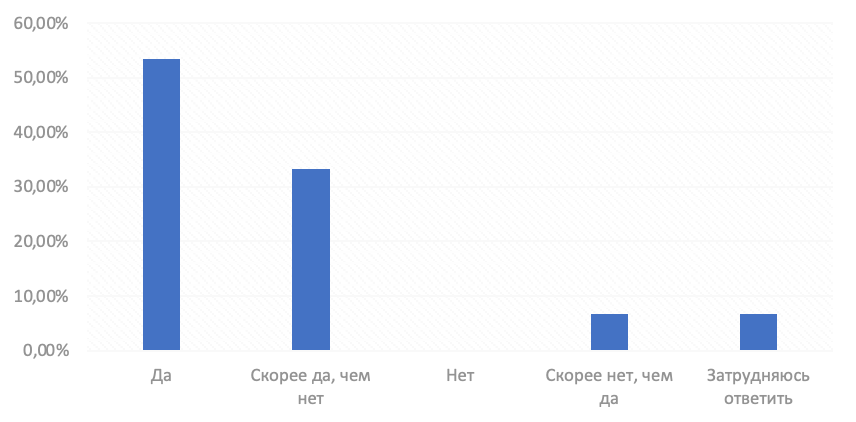 60,00%
50,00%
40,00%
30,00%
20,00%
10,00%
0,00%
Да
Скорее да, чем
нет
Нет
Скорее нет, чем
да
Затрудняюсь
ответить